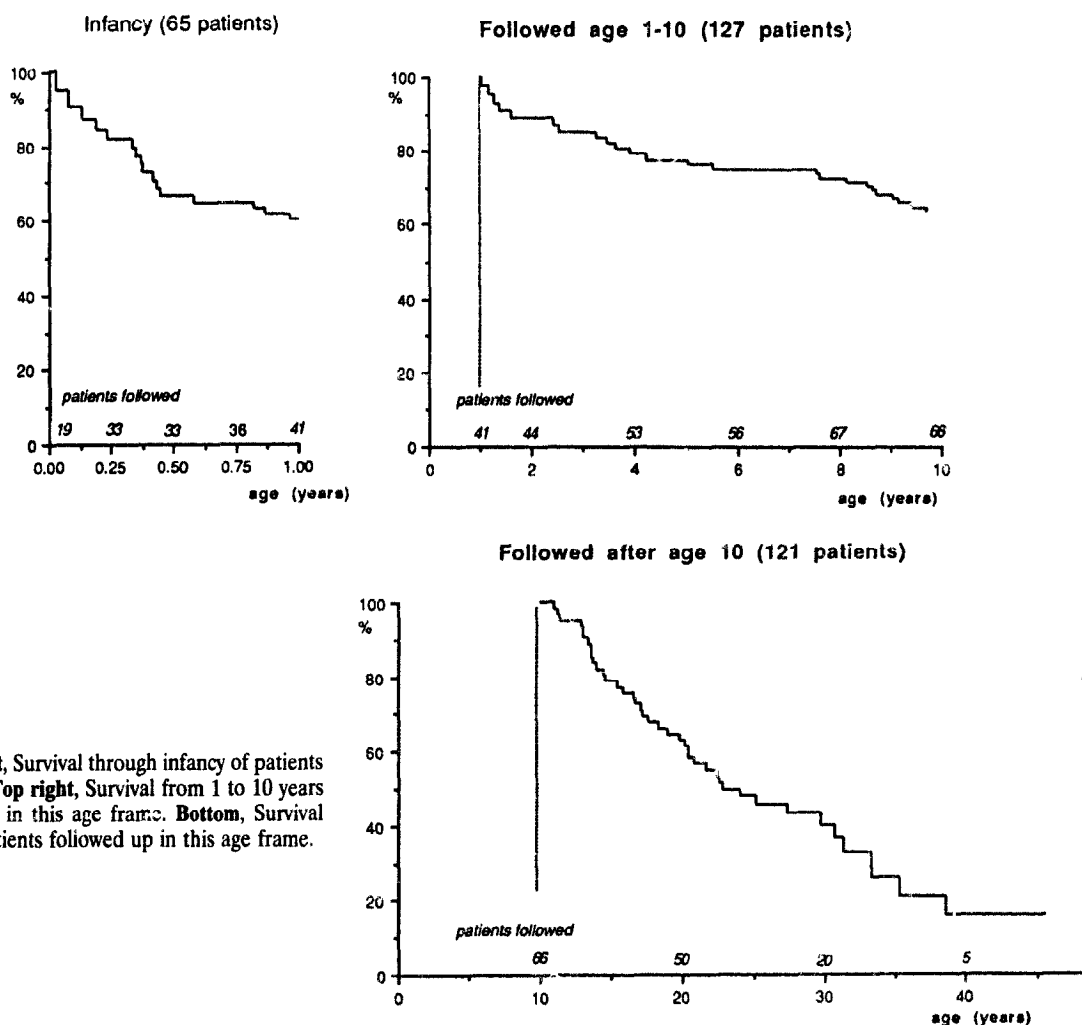 Infancy (65 patients)
100
%
80
60
40
20
0
patients followed
19 33 33 36 41
0.00 0.25 0.50 0.75 1.00
age (years)
Followed age 1-10 (127 patients)
100
%
80
60
40
20
0
patients followed
41 44 53 56 67 66
0 2 4 6 8 10
age (years)
Followed after age 10 (121 patients)
100
%
80
60
40
20
0
patients followed
66 50 20 5
0 10 20 30 40
age (years)
t, Survival through infancy of patients
Top right, Survival from 1 to 10 years
in this age frame. Bottom, Survival
tients followed up in this age frame.